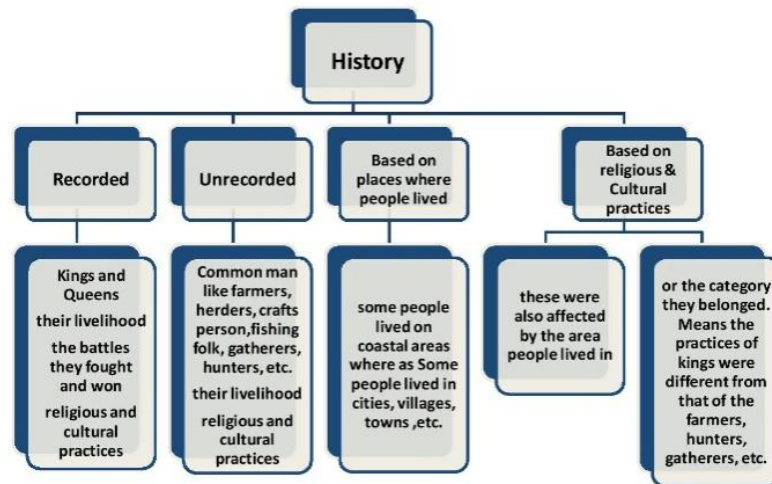 History
Recorded
Unrecorded
Based on
places where
people lived
Based on
religious &
Cultural
practices
Kings and
Queens
their livelihood
the battles
they fought
and won
religious and
cultural
practices
Common man
like farmers,
herders, crafts
person,fishing
folk, gatherers,
hunters, etc.
their livelihood
religious and
cultural
practices
some people
lived on
coastal areas
where as Some
people lived in
cities, villages,
towns ,etc.
these were
also affected
by the area
people lived in
or the category
they belonged.
Means the
practices of
kings were
different from
that of the
farmers,
hunters,
gatherers, etc.